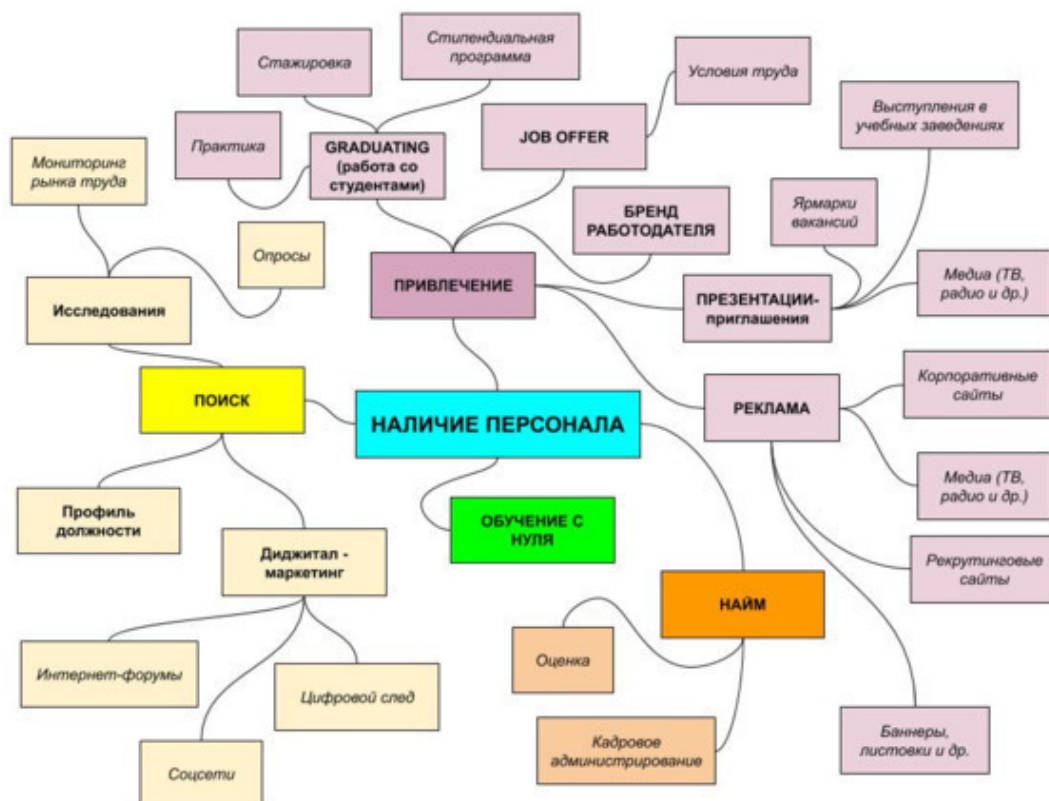 Стажировка
Стипендиальная
программа
Условия труда
Выступления в
учебных заведениях
Практика
GRADUATING
(работа со
студентами)
JOB OFFER
Мониторинг
рынка труда
БРЕНД
РАБОТОДАТЕЛЯ
Ярмарки
вакансий
Опросы
ПРИВЛЕЧЕНИЕ
Медиа (ТВ,
радио и др.)
Исследования
ПРЕЗЕНТАЦИИ-
приглашения
Корпоративные
сайты
ПОИСК
НАЛИЧИЕ ПЕРСОНАЛА
РЕКЛАМА
Медиа (ТВ,
радио и др.)
Профиль
должности
ОБУЧЕНИЕ С
НУЛЯ
Диджитал -
маркетинг
Рекрутинговые
сайты
НАЙМ
Интернет-форумы
Оценка
Цифровой след
Кадровое
администрирование
Баннеры,
листовки и др.
Соцсети